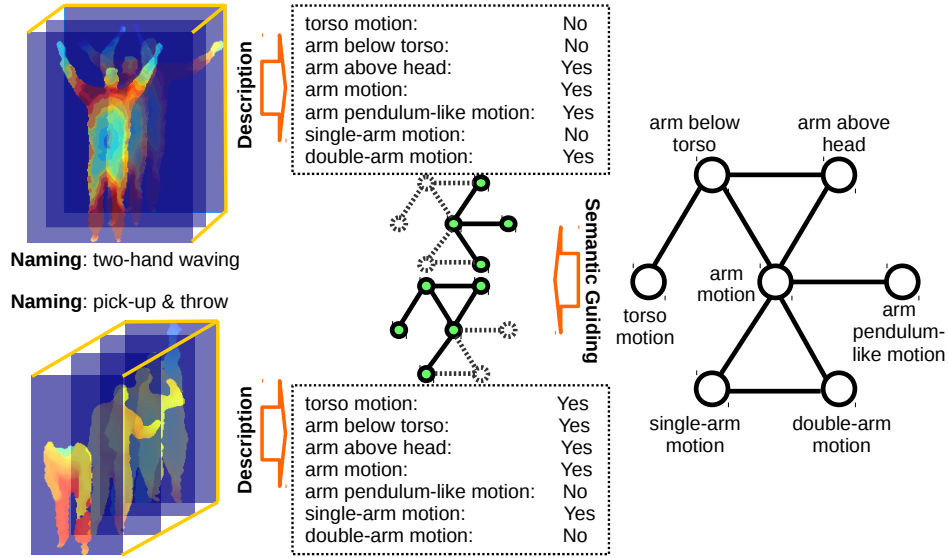 torso motion: No
arm below torso: No
arm above head: Yes
arm motion: Yes
arm pendulum-like motion: Yes
single-arm motion: No
double-arm motion: Yes
Description
Naming: two-hand waving
Naming: pick-up & throw
Description
torso motion: Yes
arm below torso: Yes
arm above head: Yes
arm motion: Yes
arm pendulum-like motion: No
single-arm motion: Yes
double-arm motion: No
Semantic Guiding
arm below
torso
arm above
head
torso
motion
arm
motion
arm
pendulum-
like motion
single-arm
motion
double-arm
motion